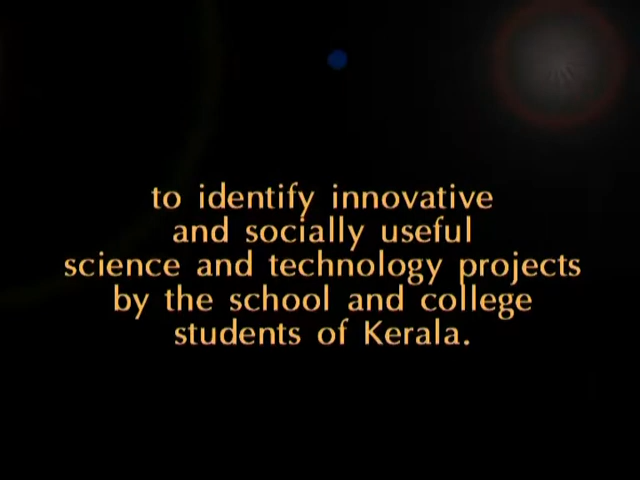 to identify innovative
and socially useful
science and technology projects
by the school and college
students of Kerala.